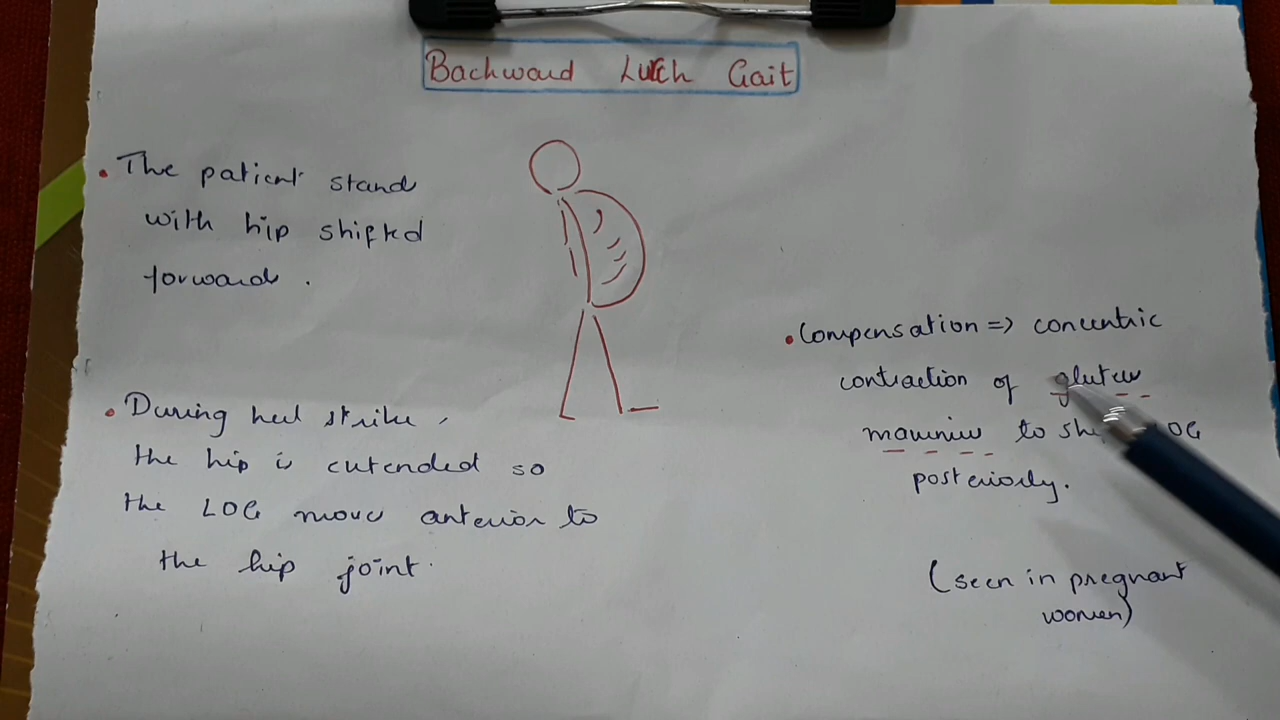 Backward Lurch Gait
• The patient stand
with hip shifted
forward.
• During heel strike,
the hip is extended so
the LOG move anterior to
the hip joint.
• Compensation => concentric
contraction of gluteus
maximus to LOG
posteriorly.
(seen in pregnant
women)